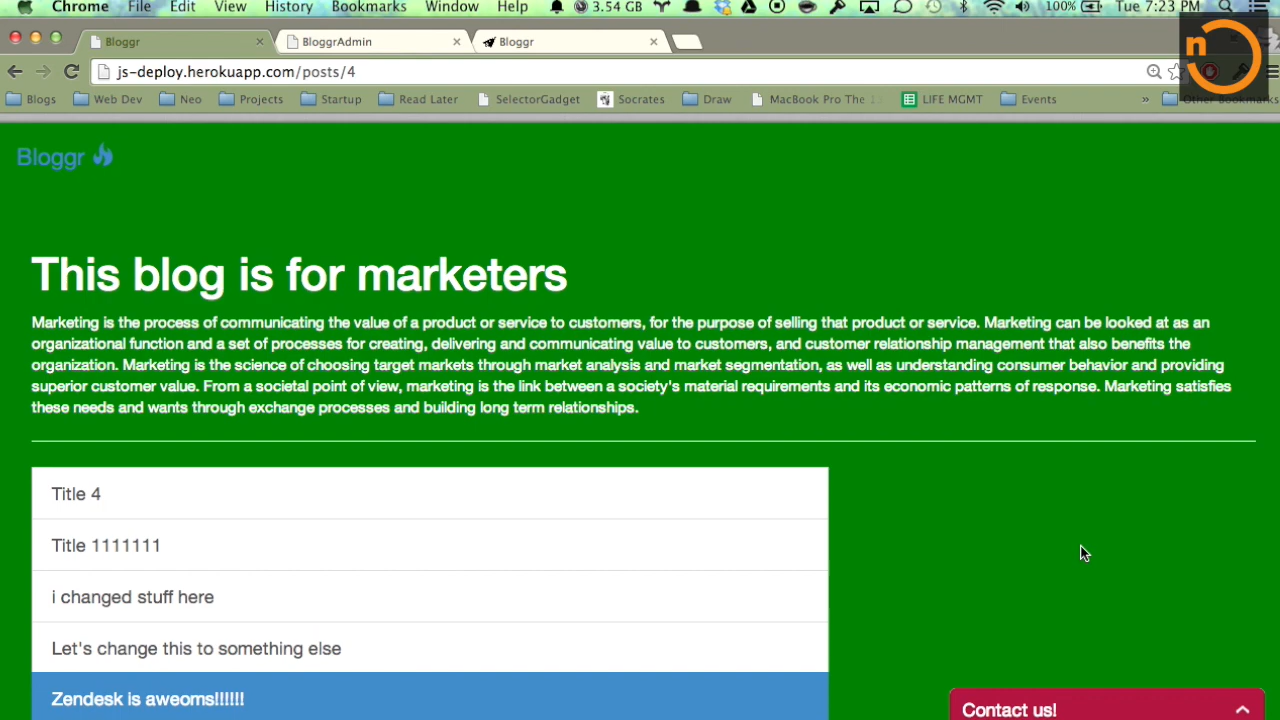 Chrome File Edit View History Bookmarks Window Help 3.54 GB 100% Tue 7:23 PM
Bloggr BloggrAdmin Bloggr
js-deploy.herokuapp.com/posts/4
n
Blogs Web Dev Neo Projects Startup Read Later SelectorGadget Socrates Draw MacBook Pro The LIFE MGMT Events » Other Bookmarks
Bloggr
This blog is for marketers
Marketing is the process of communicating the value of a product or service to customers, for the purpose of selling that product or service. Marketing can be looked at as an
organizational function and a set of processes for creating, delivering and communicating value to customers, and customer relationship management that also benefits the
organization. Marketing is the science of choosing target markets through market analysis and market segmentation, as well as understanding consumer behavior and providing
superior customer value. From a societal point of view, marketing is the link between a society's material requirements and its economic patterns of response. Marketing satisfies
these needs and wants through exchange processes and building long term relationships.
Title 4
Title 1111111
i changed stuff here
Let's change this to something else
Zendesk is aweoms!!!!!!
Contact us!